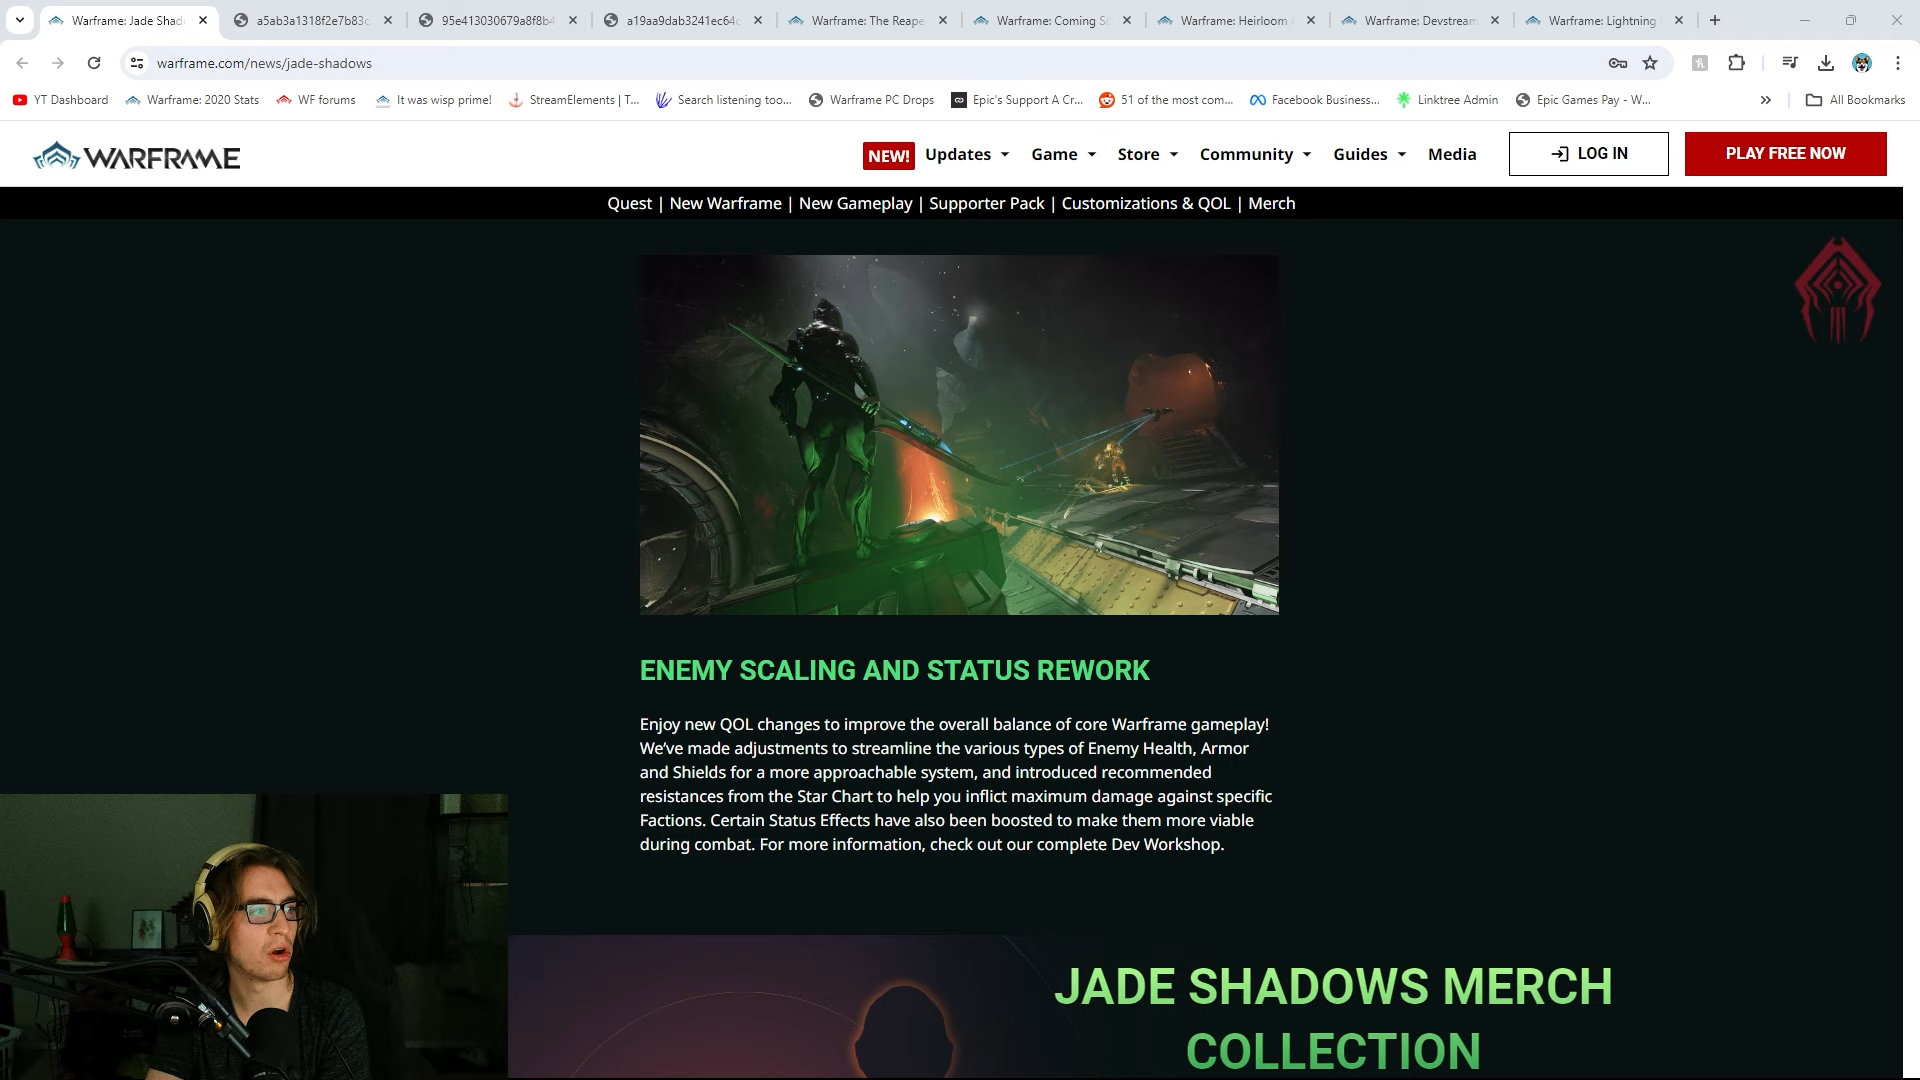 Warframe: Jade Shad
a5ab3a1318f2e7b83c
95e413030679a8f8b4
a19aa9dab3241ec64c
Warframe: The Reape
Warframe: Coming So
Warframe: Heirloom
Warframe: Devstream
Warframe: Lightning
warframe.com/news/jade-shadows
YT Dashboard
Warframe: 2020 Stats
WF forums
It was wisp prime!
StreamElements | T...
Search listening too...
Warframe PC Drops
Epic's Support A Cr...
51 of the most com...
Facebook Business...
Linktree Admin
Epic Games Pay - W...
All Bookmarks
WARFRAME
NEW! Updates
Game
Store
Community
Guides
Media
LOG IN
PLAY FREE NOW
Quest | New Warframe | New Gameplay | Supporter Pack | Customizations & QOL | Merch
ENEMY SCALING AND STATUS REWORK
Enjoy new QOL changes to improve the overall balance of core Warframe gameplay!
We’ve made adjustments to streamline the various types of Enemy Health, Armor
and Shields for a more approachable system, and introduced recommended
resistances from the Star Chart to help you inflict maximum damage against specific
Factions. Certain Status Effects have also been boosted to make them more viable
during combat. For more information, check out our complete Dev Workshop.
JADE SHADOWS MERCH
COLLECTION